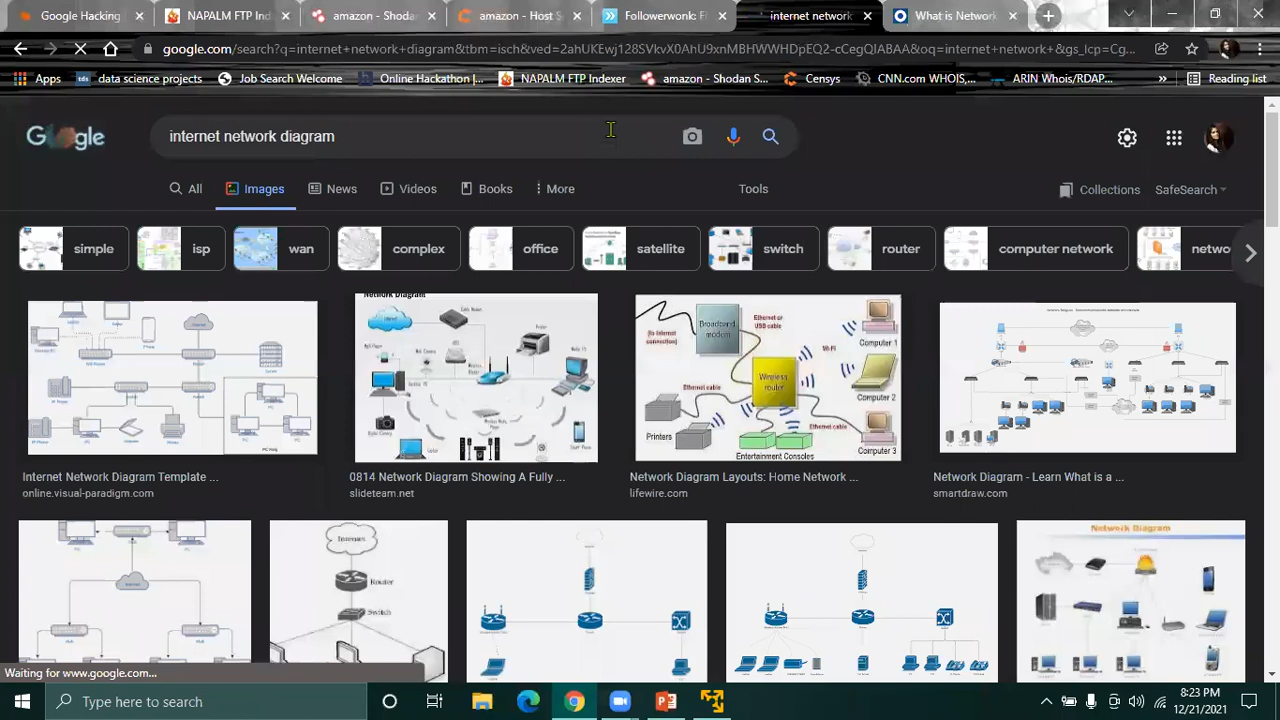 Google Hacking
NAPALM FTP Ind
amazon - Shoda
amazon - Host S
Followerwonk: F
internet network
What is Network
google.com/search?q=internet+network+diagram&tbm=isch&ved=2ahUKEwj128SVkvX0AhU9xnMBHWWHDpEQ2-cCegQIABAA&oq=internet+network+&gs_lcp=Cg...
Apps
tds data science projects
Job Search Welcome
Online Hackathon |...
NAPALM FTP Indexer
amazon - Shodan S...
Censys
CNN.com WHOIS,...
ARIN Whois/RDAP...
»
Reading list
Google
internet network diagram
All
Images
News
Videos
Books
More
Tools
Collections
SafeSearch
simple
isp
wan
complex
office
satellite
switch
router
computer network
netwo
Network Diagram
Broadband modem
(to Internet connection)
Ethernet or USB cable
Wi-Fi
Computer 1
Ethernet cable
Wireless router
Computer 2
Ethernet cable
Printers
Entertainment Consoles
Computer 3
Internet Network Diagram Template ...
online.visual-paradigm.com
0814 Network Diagram Showing A Fully ...
slideteam.net
Network Diagram Layouts: Home Network ...
lifewire.com
Network Diagram - Learn What is a ...
smartdraw.com
Internet
Router
Switch
Network Diagram
Waiting for www.google.com...
Type here to search
8:23 PM
12/21/2021